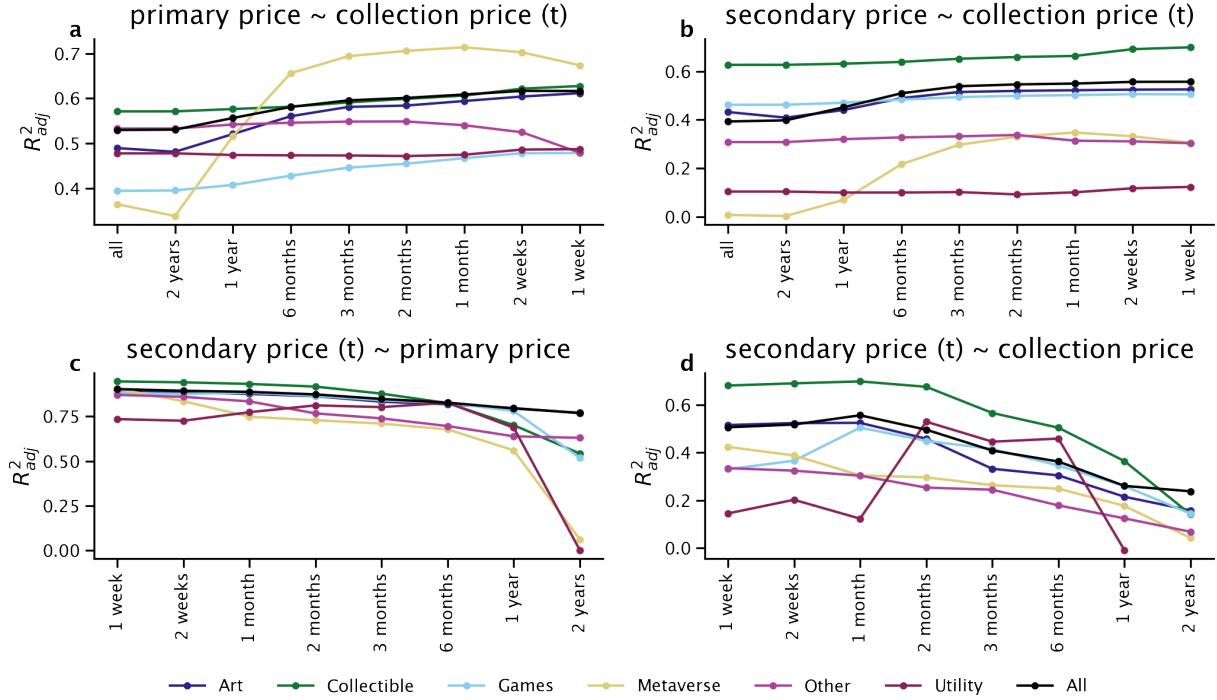 a
primary price ~ collection price (t)
R²adj
0.7
0.6
0.5
0.4
all
2 years
1 year
6 months
3 months
2 months
1 month
2 weeks
1 week
b
secondary price ~ collection price (t)
R²adj
0.6
0.4
0.2
0.0
all
2 years
1 year
6 months
3 months
2 months
1 month
2 weeks
1 week
c
secondary price (t) ~ primary price
R²adj
0.75
0.50
0.25
0.00
1 week
2 weeks
1 month
2 months
3 months
6 months
1 year
2 years
d
secondary price (t) ~ collection price
R²adj
0.6
0.4
0.2
0.0
1 week
2 weeks
1 month
2 months
3 months
6 months
1 year
2 years
Art Collectible Games Metaverse Other Utility All